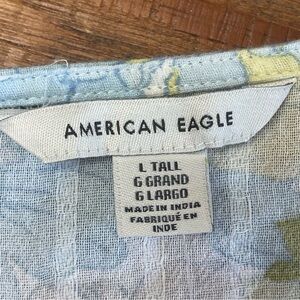 AMERICAN EAGLE
L TALL
G GRAND
G LARGO
MADE IN INDIA
FABRIQUÉ EN
INDE